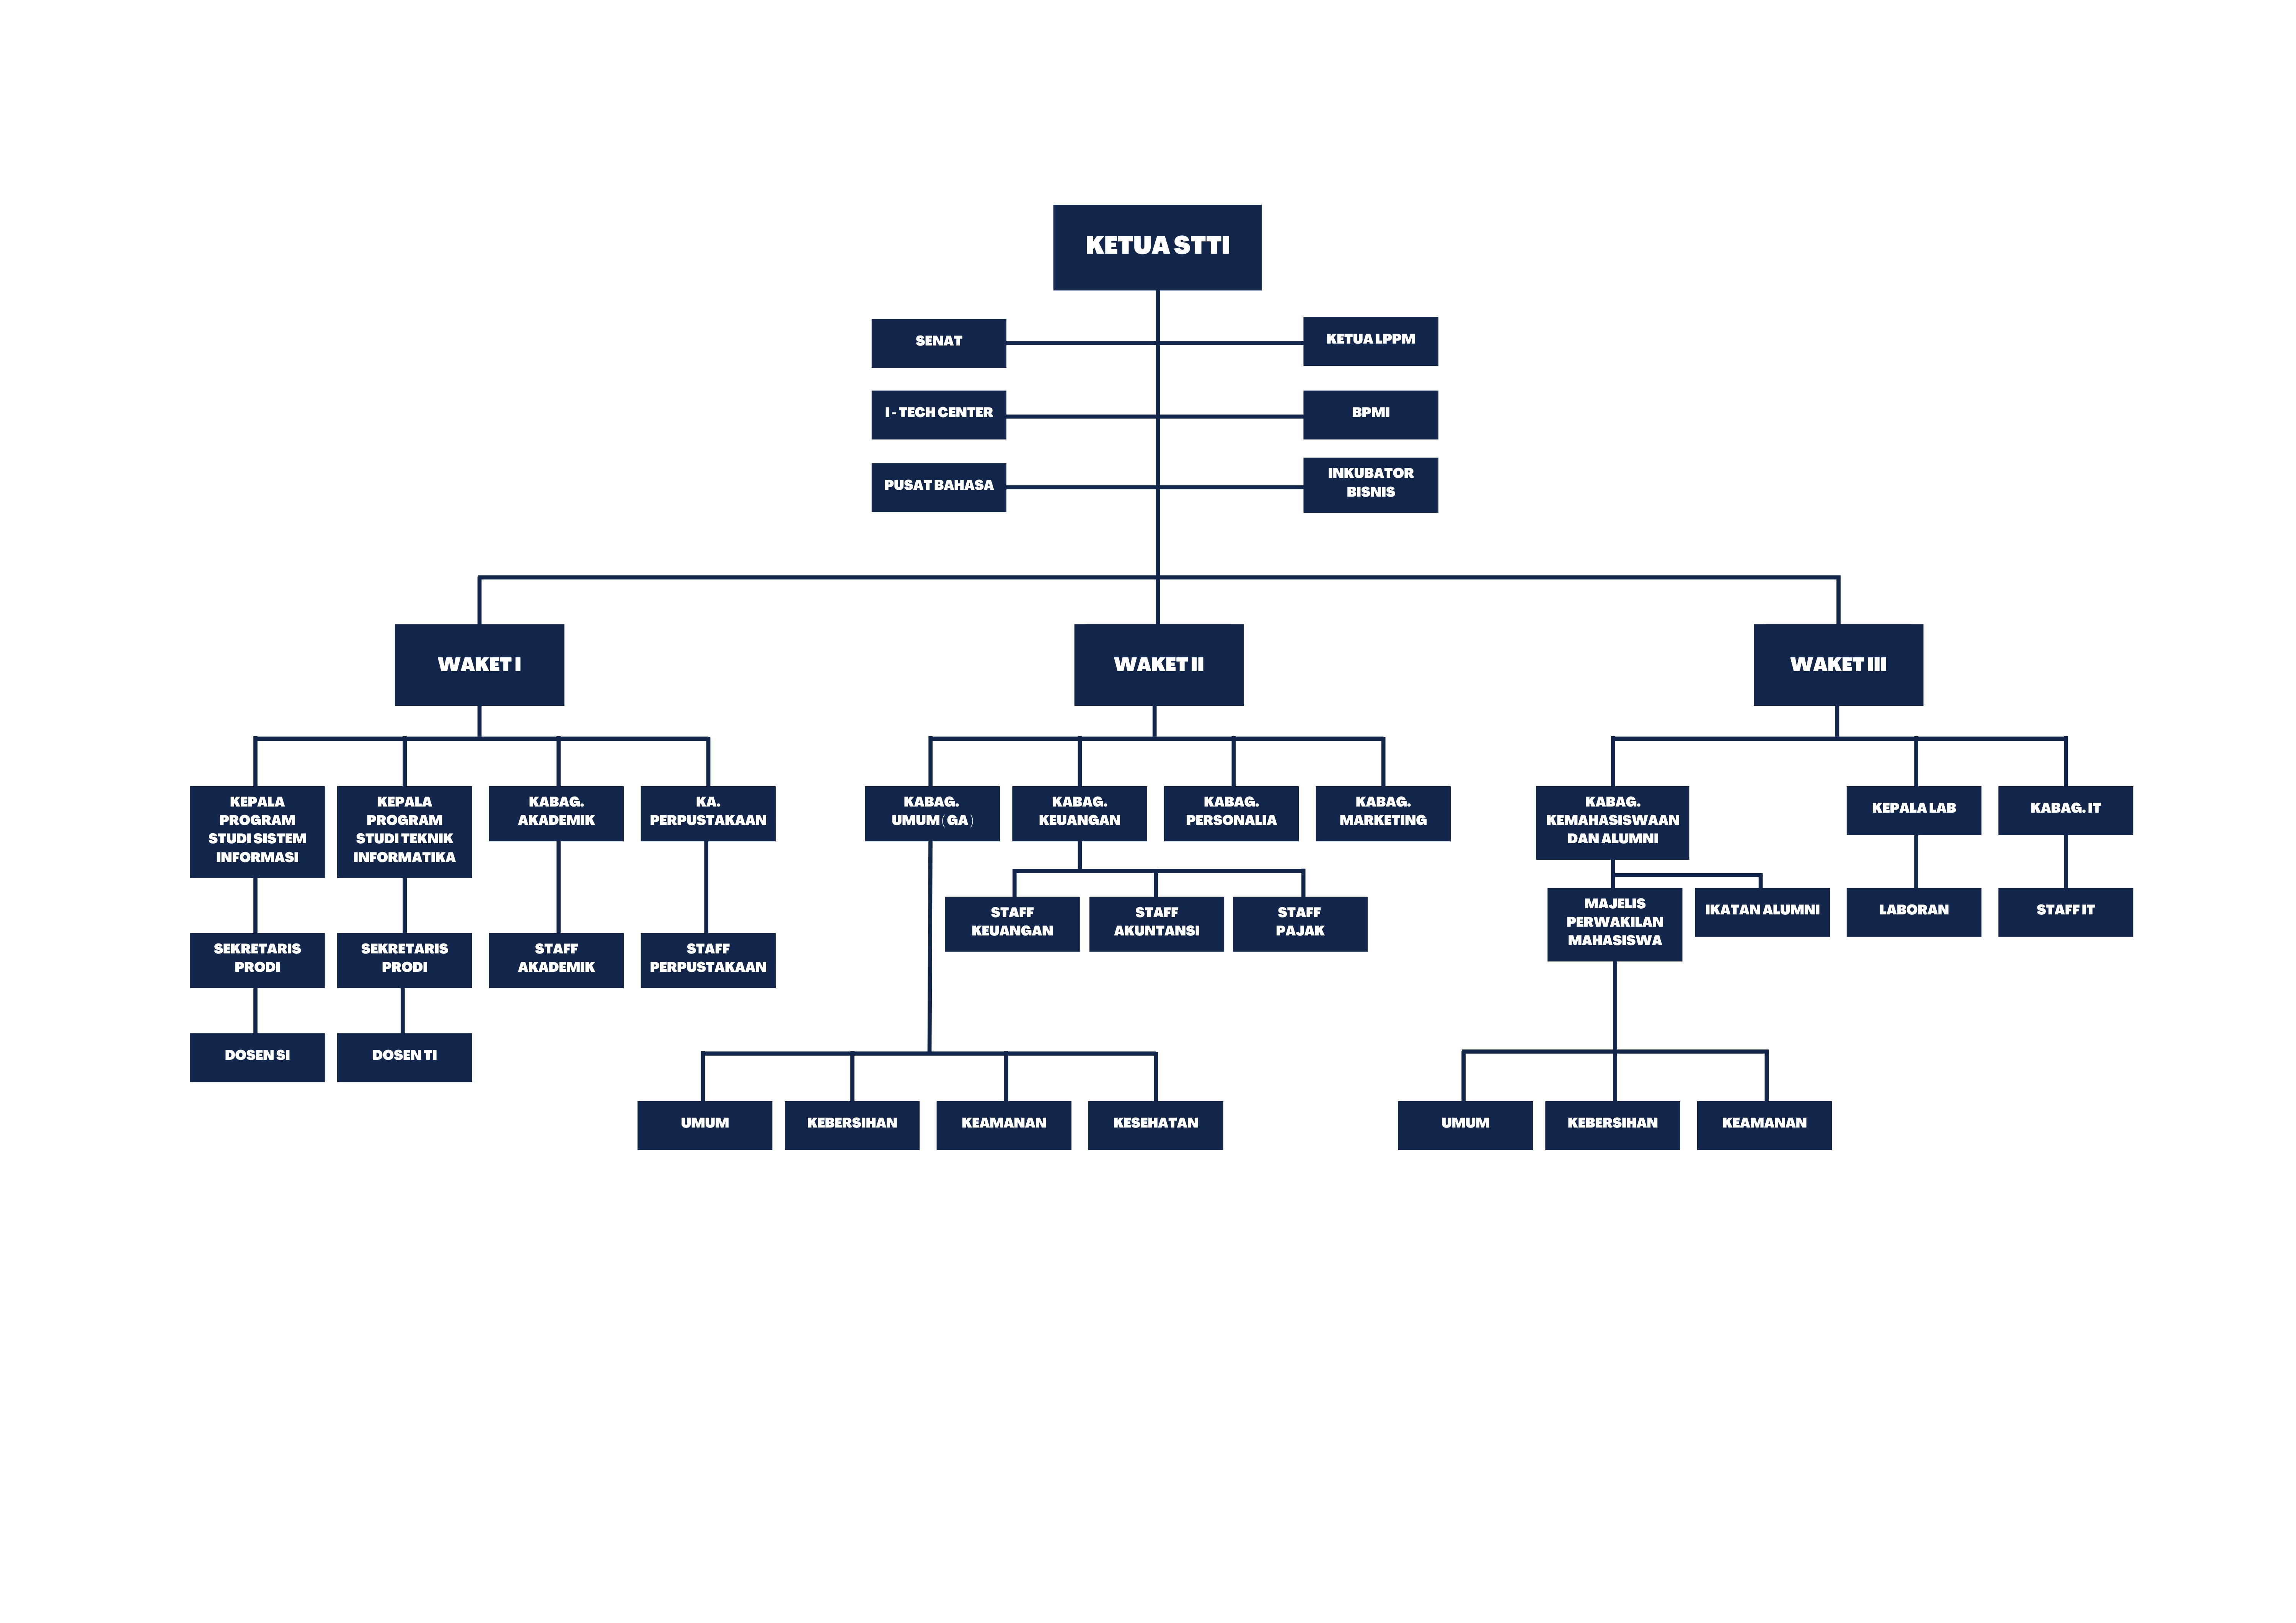 KETUA STTI
SENAT
KETUA LPPM
I - TECH CENTER
BPMI
PUSAT BAHASA
INKUBATOR
BISNIS
WAKET I
WAKET II
WAKET III
KEPALA
PROGRAM
STUDI SISTEM
INFORMASI
KEPALA
PROGRAM
STUDI TEKNIK
INFORMATIKA
KABAG.
AKADEMIK
KA.
PERPUSTAKAAN
KABAG.
UMUM (GA)
KABAG.
KEUANGAN
KABAG.
PERSONALIA
KABAG.
MARKETING
KABAG.
KEMAHASISWAAN
DAN ALUMNI
KEPALA LAB
KABAG. IT
STAFF
KEUANGAN
STAFF
AKUNTANSI
STAFF
PAJAK
MAJELIS
PERWAKILAN
MAHASISWA
IKATAN ALUMNI
LABORAN
STAFF IT
SEKRETARIS
PRODI
SEKRETARIS
PRODI
STAFF
AKADEMIK
STAFF
PERPUSTAKAAN
DOSEN SI
DOSEN TI
UMUM
KEBERSIHAN
KEAMANAN
KESEHATAN
UMUM
KEBERSIHAN
KEAMANAN